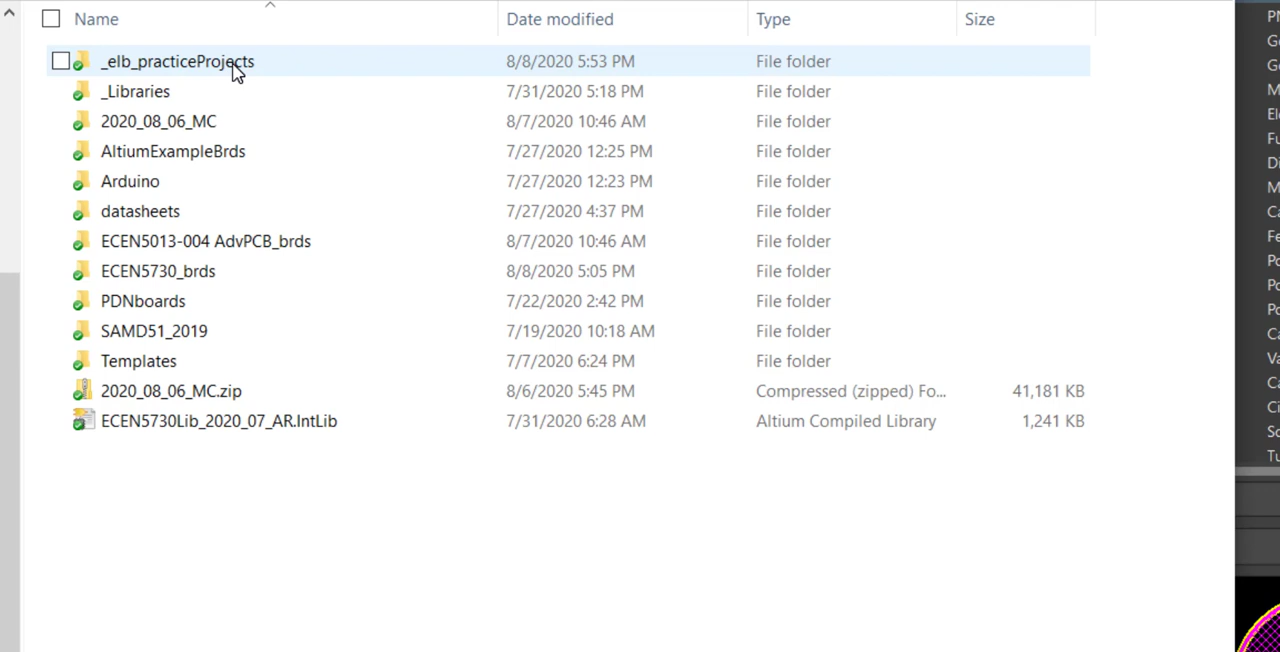 Name Date modified Type Size
_elb_practiceProjects 8/8/2020 5:53 PM File folder
_Libraries 7/31/2020 5:18 PM File folder
2020_08_06_MC 8/7/2020 10:46 AM File folder
AltiumExampleBrds 7/27/2020 12:25 PM File folder
Arduino 7/27/2020 12:23 PM File folder
datasheets 7/27/2020 4:37 PM File folder
ECEN5013-004 AdvPCB_brds 8/7/2020 10:46 AM File folder
ECEN5730_brds 8/8/2020 5:05 PM File folder
PDNboards 7/22/2020 2:42 PM File folder
SAMD51_2019 7/19/2020 10:18 AM File folder
Templates 7/7/2020 6:24 PM File folder
2020_08_06_MC.zip 8/6/2020 5:45 PM Compressed (zipped) Fo... 41,181 KB
ECEN5730Lib_2020_07_AR.IntLib 7/31/2020 6:28 AM Altium Compiled Library 1,241 KB